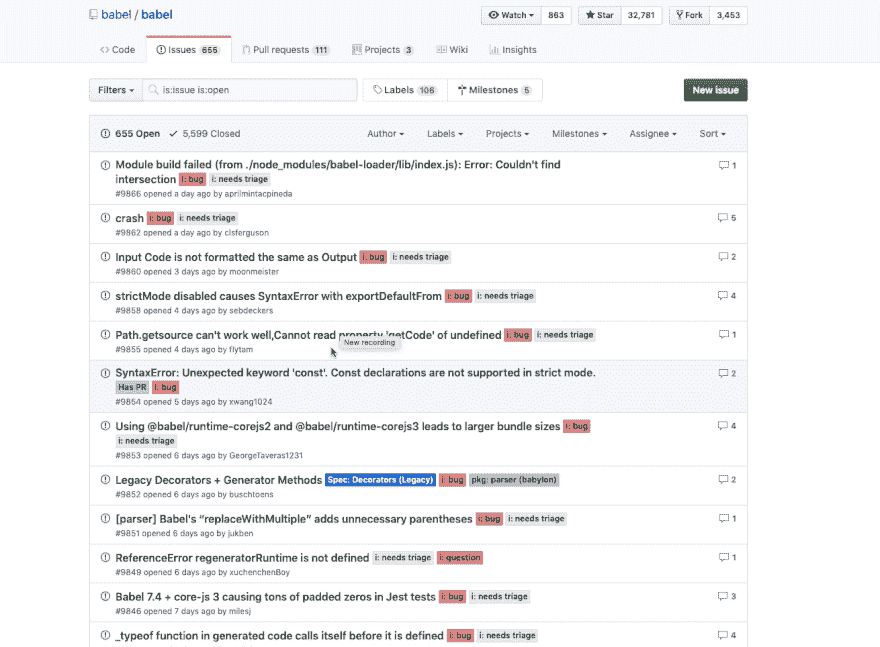 babel / babel
Watch 863 Star 32,781 Fork 3,453
Code Issues 655 Pull requests 111 Projects 3 Wiki Insights
Filters is:issue is:open Labels 106 Milestones 5 New issue
655 Open 5,599 Closed Author Labels Projects Milestones Assignee Sort
Module build failed (from ./node_modules/babel-loader/lib/index.js): Error: Couldn't find 1
intersection i: bug i: needs triage
#9866 opened a day ago by aprilmintacpineda
crash i: bug i: needs triage 6
#9862 opened a day ago by clsferguson
Input Code is not formatted the same as Output i: bug i: needs triage 2
#9860 opened 3 days ago by moonmeister
strictMode disabled causes SyntaxError with exportDefaultFrom i: bug i: needs triage 4
#9858 opened 4 days ago by sebdeckers
Path.getsource can't work well,Cannot read property 'getCode' of undefined i: bug i: needs triage 1
New recording
#9855 opened 4 days ago by flytam
SyntaxError: Unexpected keyword 'const'. Const declarations are not supported in strict mode. 2
Has PR i: bug
#9854 opened 5 days ago by xwang1024
Using @babel/runtime-corejs2 and @babel/runtime-corejs3 leads to larger bundle sizes i: bug 4
i: needs triage
#9853 opened 6 days ago by GeorgeTaveras1231
Legacy Decorators + Generator Methods Spec: Decorators (Legacy) i: bug pkg: parser (babylon) 2
#9852 opened 6 days ago by buschtoens
[parser] Babel's “replaceWithMultiple” adds unnecessary parentheses i: bug i: needs triage 1
#9851 opened 6 days ago by jukben
ReferenceError regeneratorRuntime is not defined i: needs triage i: question 1
#9849 opened 6 days ago by xuchenchenBoy
Babel 7.4 + core-js 3 causing tons of padded zeros in Jest tests i: bug i: needs triage 3
#9846 opened 7 days ago by milesj
_typeof function in generated code calls itself before it is defined i: bug i: needs triage 4